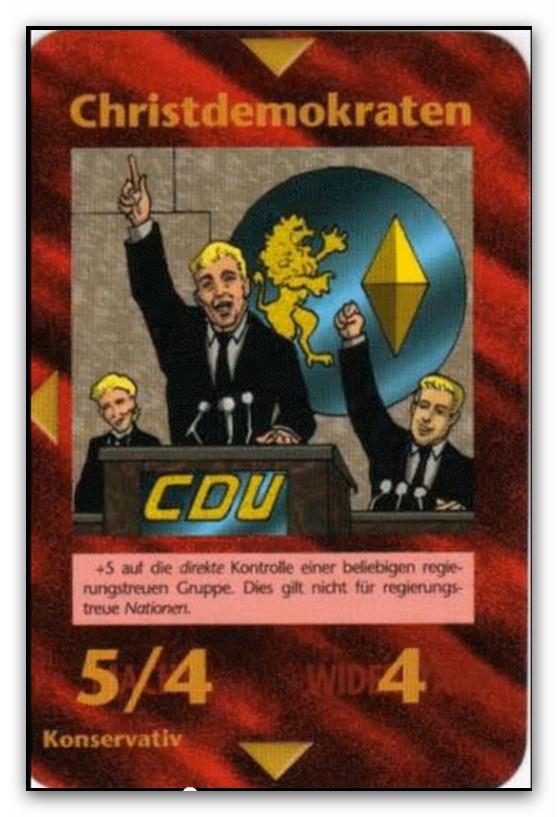 Christdemokraten
CDU
+5 auf die direkte Kontrolle einer beliebigen regie-
rungstreuen Gruppe. Dies gilt nicht für regierungs-
treue Nationen.
5/4 4
Konservativ